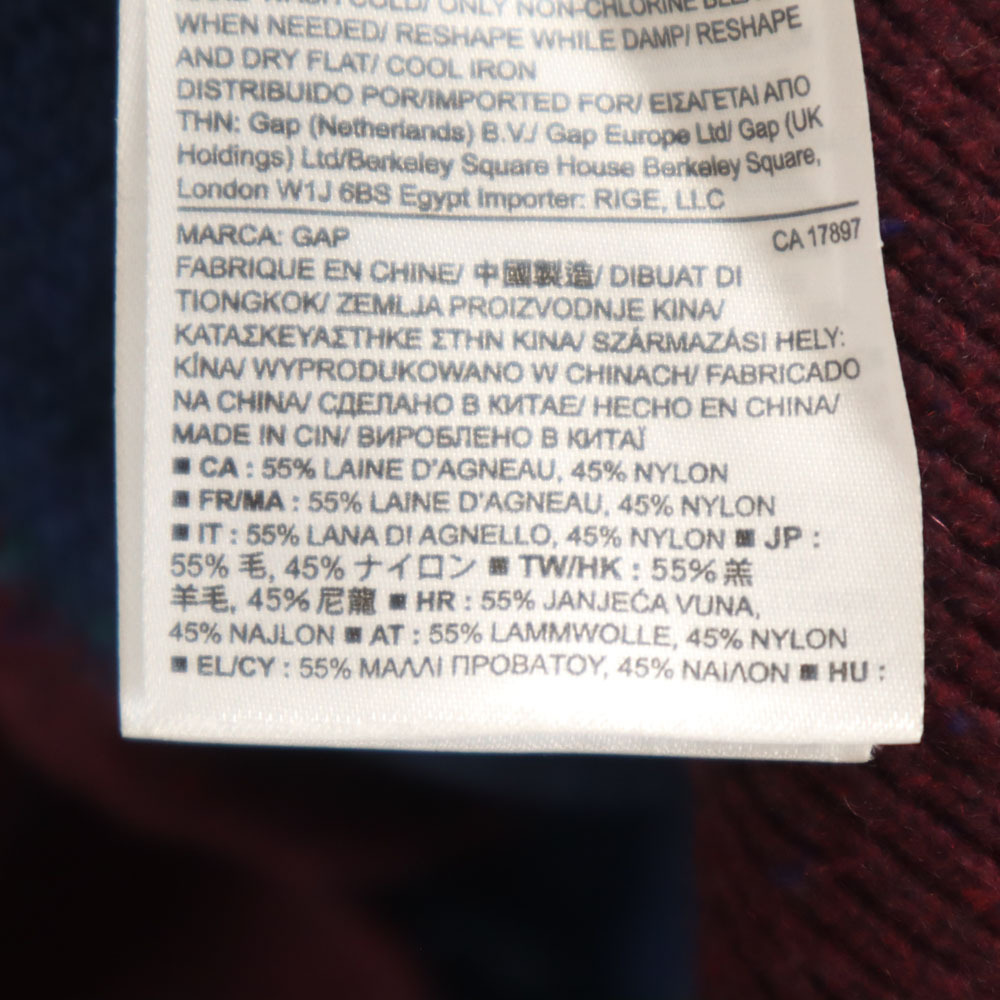 WASH COLD/ ONLY NON-CHLORINE
WHEN NEEDED/ RESHAPE WHILE DAMP/ RESHAPE
AND DRY FLAT/ COOL IRON
DISTRIBUIDO POR/IMPORTED FOR/ ΕΙΣΑΓΕΤΑΙ ΑΠΟ
ΤΗΝ: Gap (Netherlands) B.V./ Gap Europe Ltd/ Gap (UK
Holdings) Ltd/Berkeley Square House Berkeley Square,
London W1J 6BS Egypt Importer: RIGE, LLC
MARCA: GAP CA 17897
FABRIQUE EN CHINE/ 中國製造/ DIBUAT DI
TIONGKOK/ ZEMLJA PROIZVODNJE KINA/
ΚΑΤΑΣΚΕΥΑΣΤΗΚΕ ΣΤΗΝ ΚΙΝΑ/ SZÁRMAZÁSI HELY:
KÍNA/ WYPRODUKOWANO W CHINACH/ FABRICADO
NA CHINA/ СДЕЛАНО В КИТАЕ/ HECHO EN CHINA/
MADE IN CIN/ ВИРОБЛЕНО В КИТАЇ
■ CA : 55% LAINE D'AGNEAU, 45% NYLON
■ FR/MA : 55% LAINE D'AGNEAU, 45% NYLON
■ IT : 55% LANA DI AGNELLO, 45% NYLON ■ JP :
55% 毛, 45% ナイロン ■ TW/HK : 55% 羔
羊毛, 45% 尼龍 ■ HR : 55% JANJEĆA VUNA,
45% NAJLON ■ AT : 55% LAMMWOLLE, 45% NYLON
■ EL/CY : 55% ΜΑΛΛΙ ΠΡΟΒΑΤΟΥ, 45% ΝΑΙΛΟΝ ■ HU :